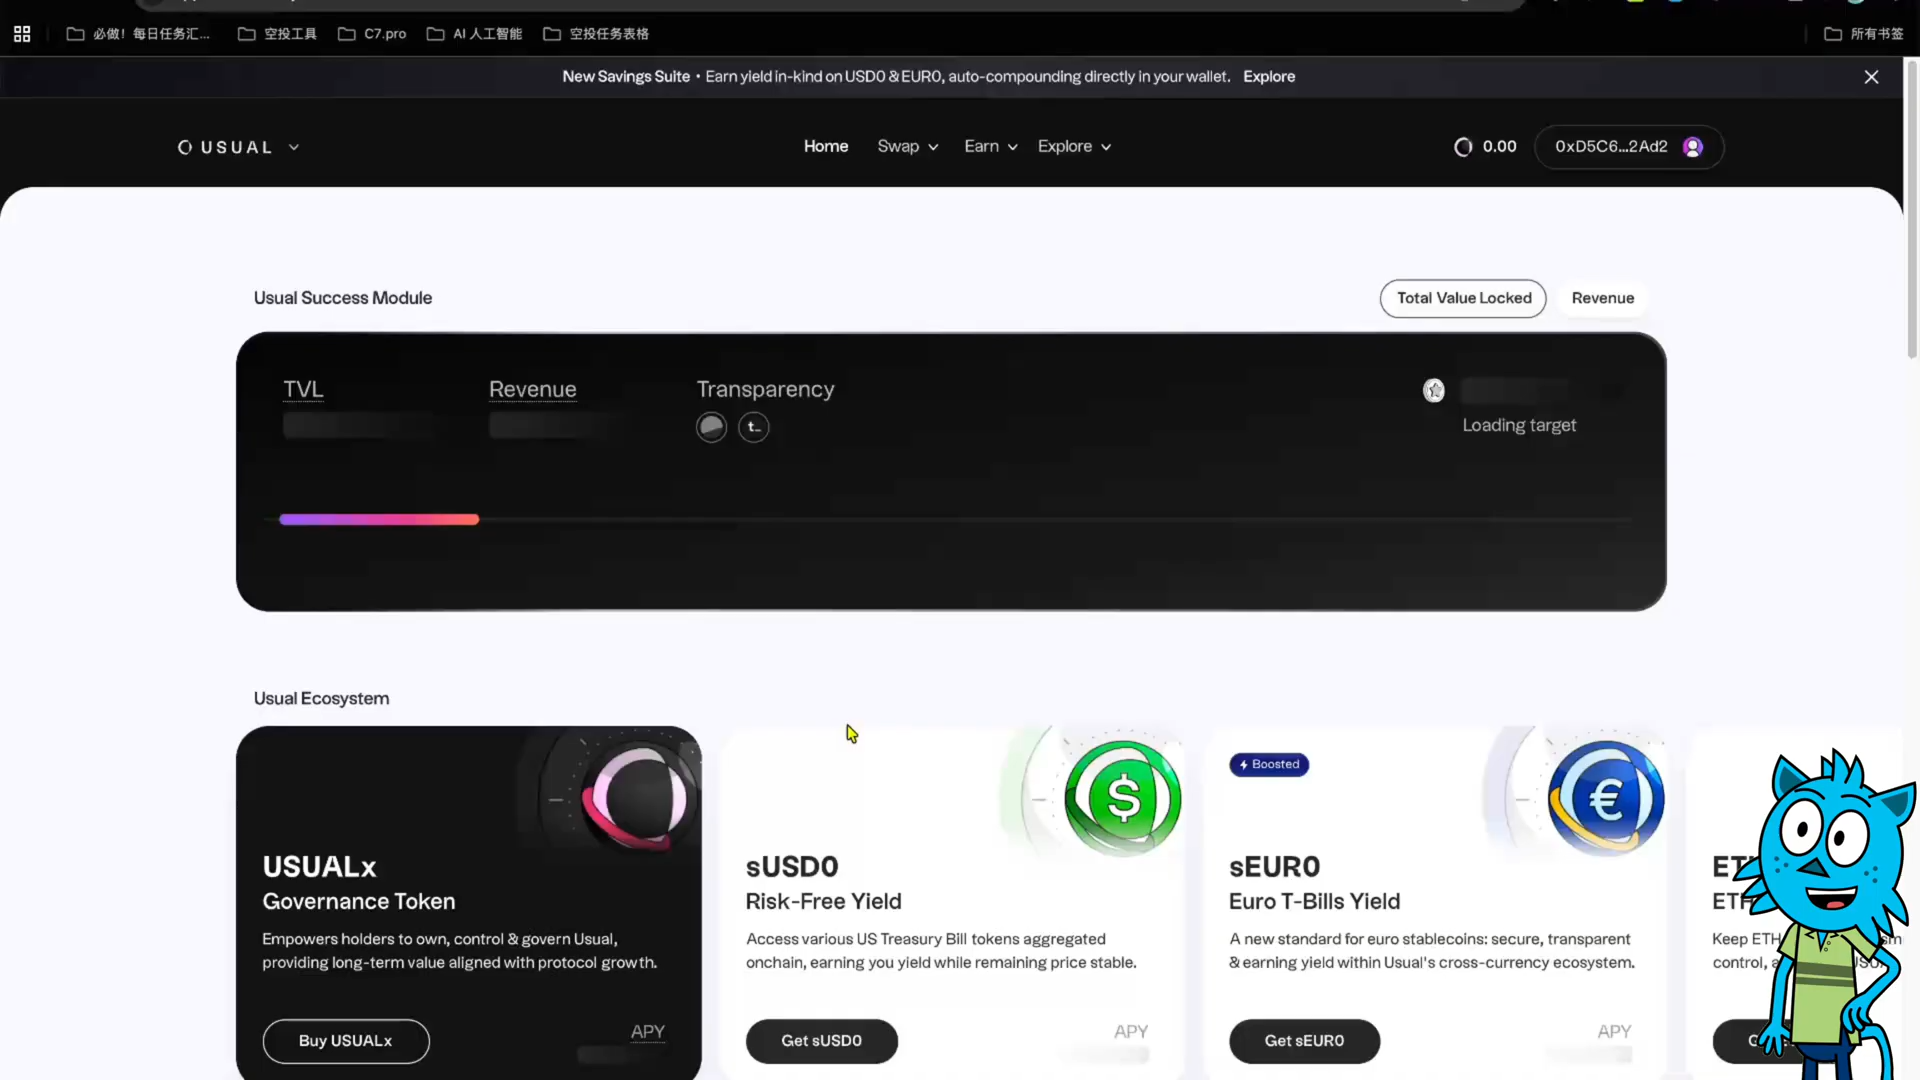 必做！每日任务汇...
空投工具
C7.pro
AI 人工智能
空投任务表格
所有书签
New Savings Suite • Earn yield in-kind on USD0 & EUR0, auto-compounding directly in your wallet. Explore
USUAL
Home
Swap
Earn
Explore
0.00
0xD5C6...2Ad2
Usual Success Module
Total Value Locked
Revenue
TVL
Revenue
Transparency
t_
Loading target
Usual Ecosystem
USUALx
Governance Token
Empowers holders to own, control & govern Usual,
providing long-term value aligned with protocol growth.
Buy USUALx
APY
$
sUSD0
Risk-Free Yield
Access various US Treasury Bill tokens aggregated
onchain, earning you yield while remaining price stable.
Get sUSD0
APY
Boosted
€
sEUR0
Euro T-Bills Yield
A new standard for euro stablecoins: secure, transparent
& earning yield within Usual's cross-currency ecosystem.
Get sEUR0
APY
Keep ETH